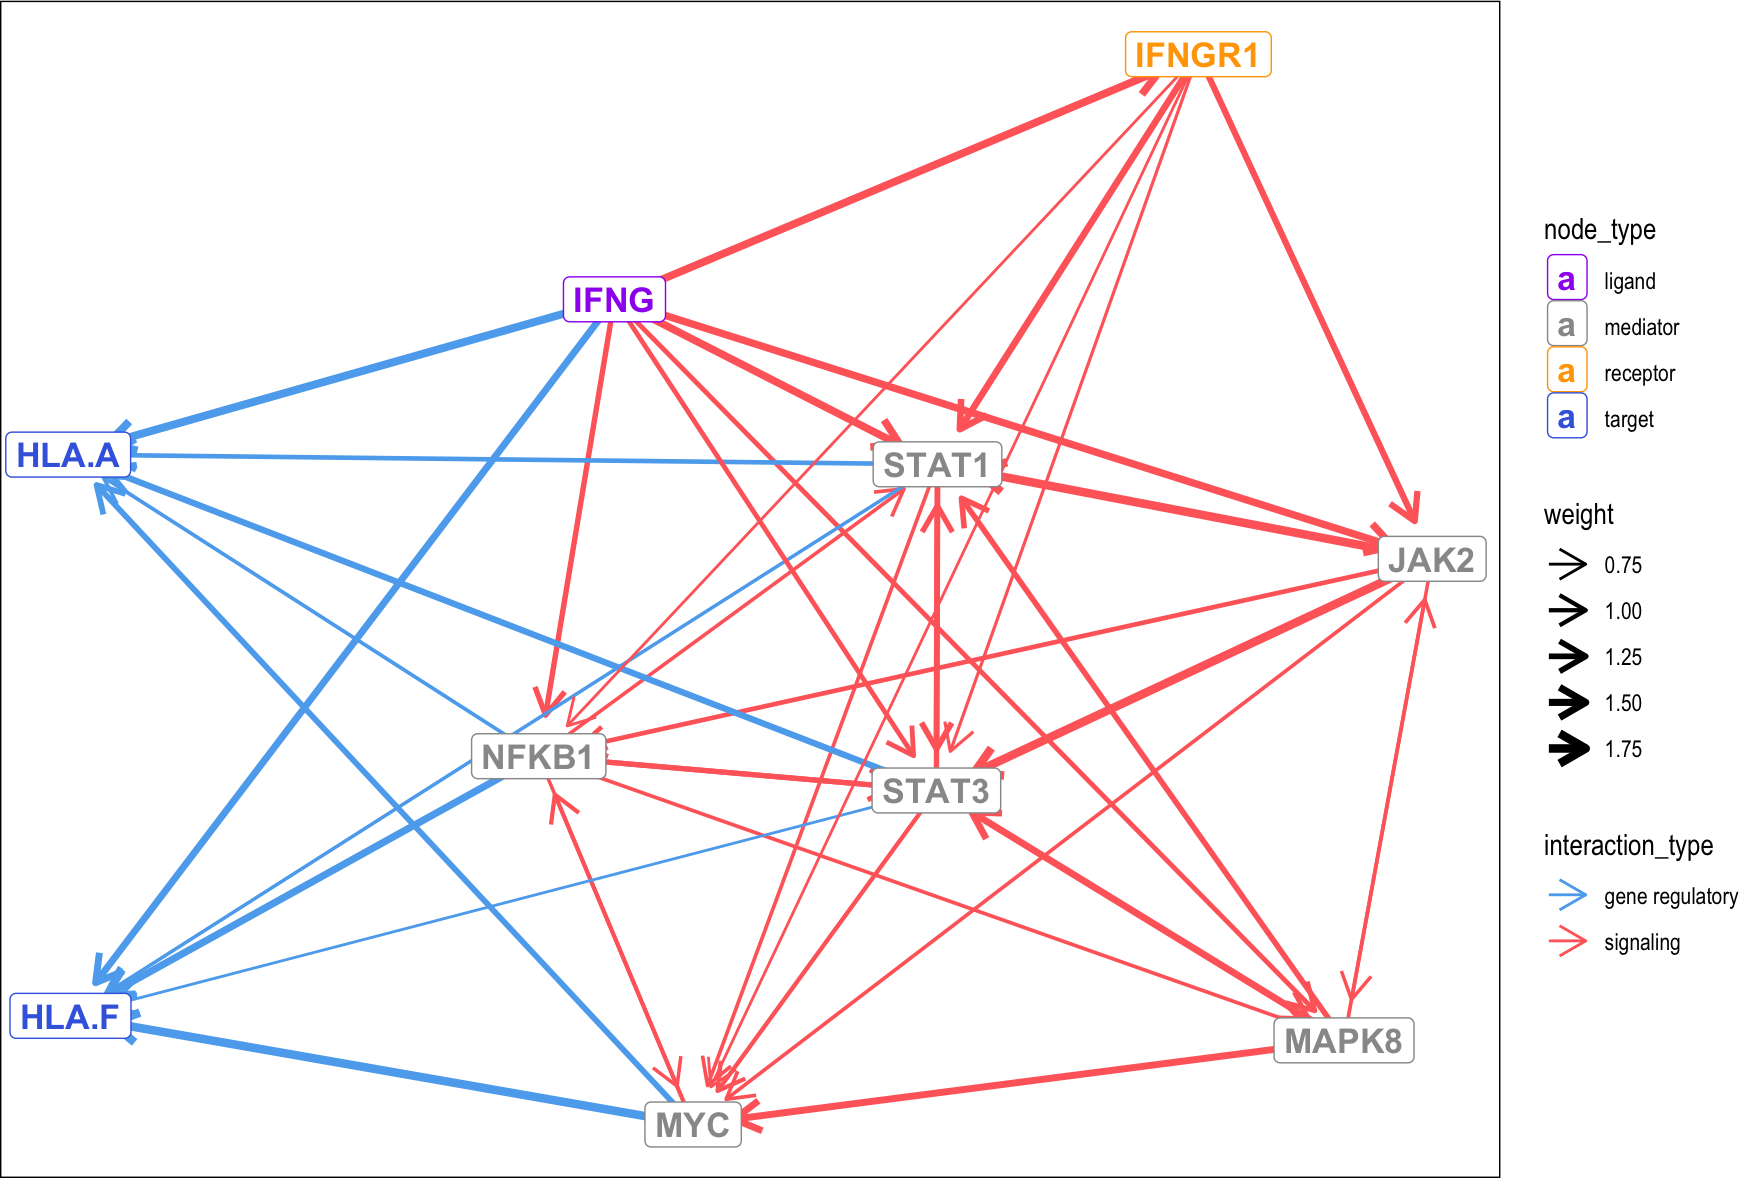 IFNGR1
IFNG
HLA.A
STAT1
JAK2
NFKB1
STAT3
HLA.F
MAPK8
MYC
node_type
a ligand
a mediator
a receptor
a target
weight
0.75
1.00
1.25
1.50
1.75
interaction_type
gene regulatory
signaling